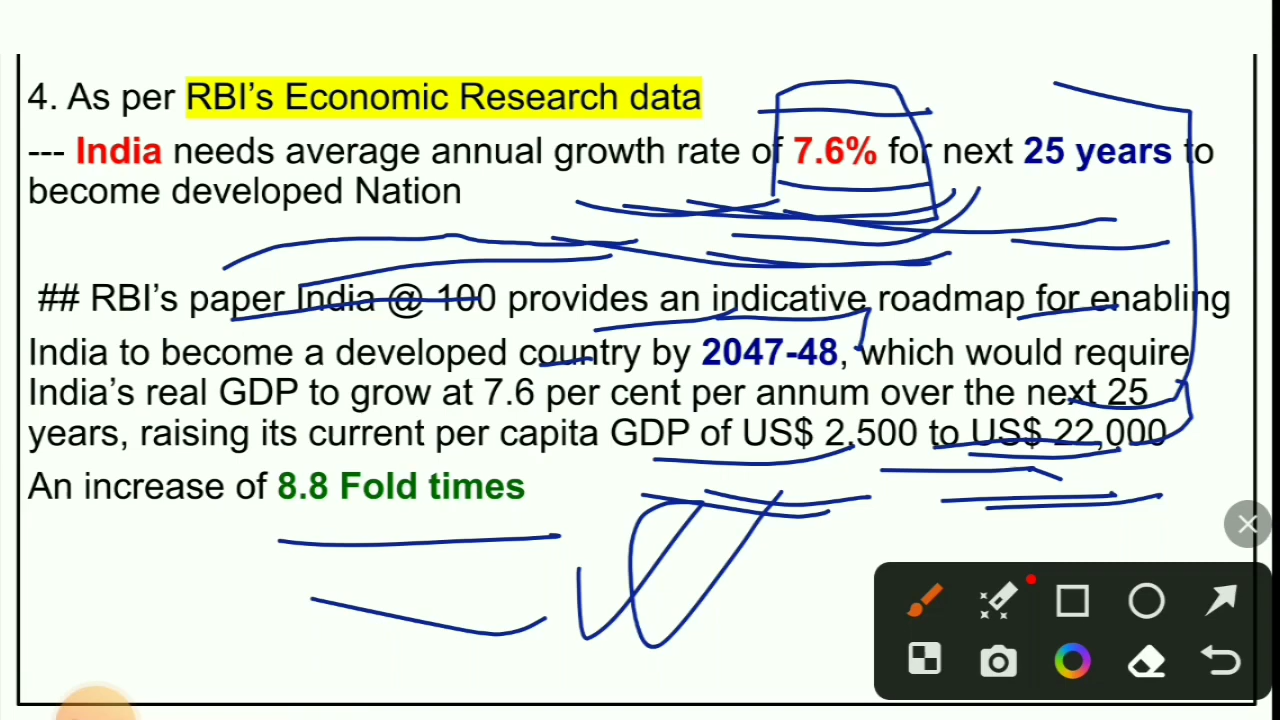 4. As per RBI’s Economic Research data
--- India needs average annual growth rate of 7.6% for next 25 years to
become developed Nation
## RBI’s paper India @ 100 provides an indicative roadmap for enabling
India to become a developed country by 2047-48, which would require
India’s real GDP to grow at 7.6 per cent per annum over the next 25
years, raising its current per capita GDP of US$ 2,500 to US$ 22,000
An increase of 8.8 Fold times